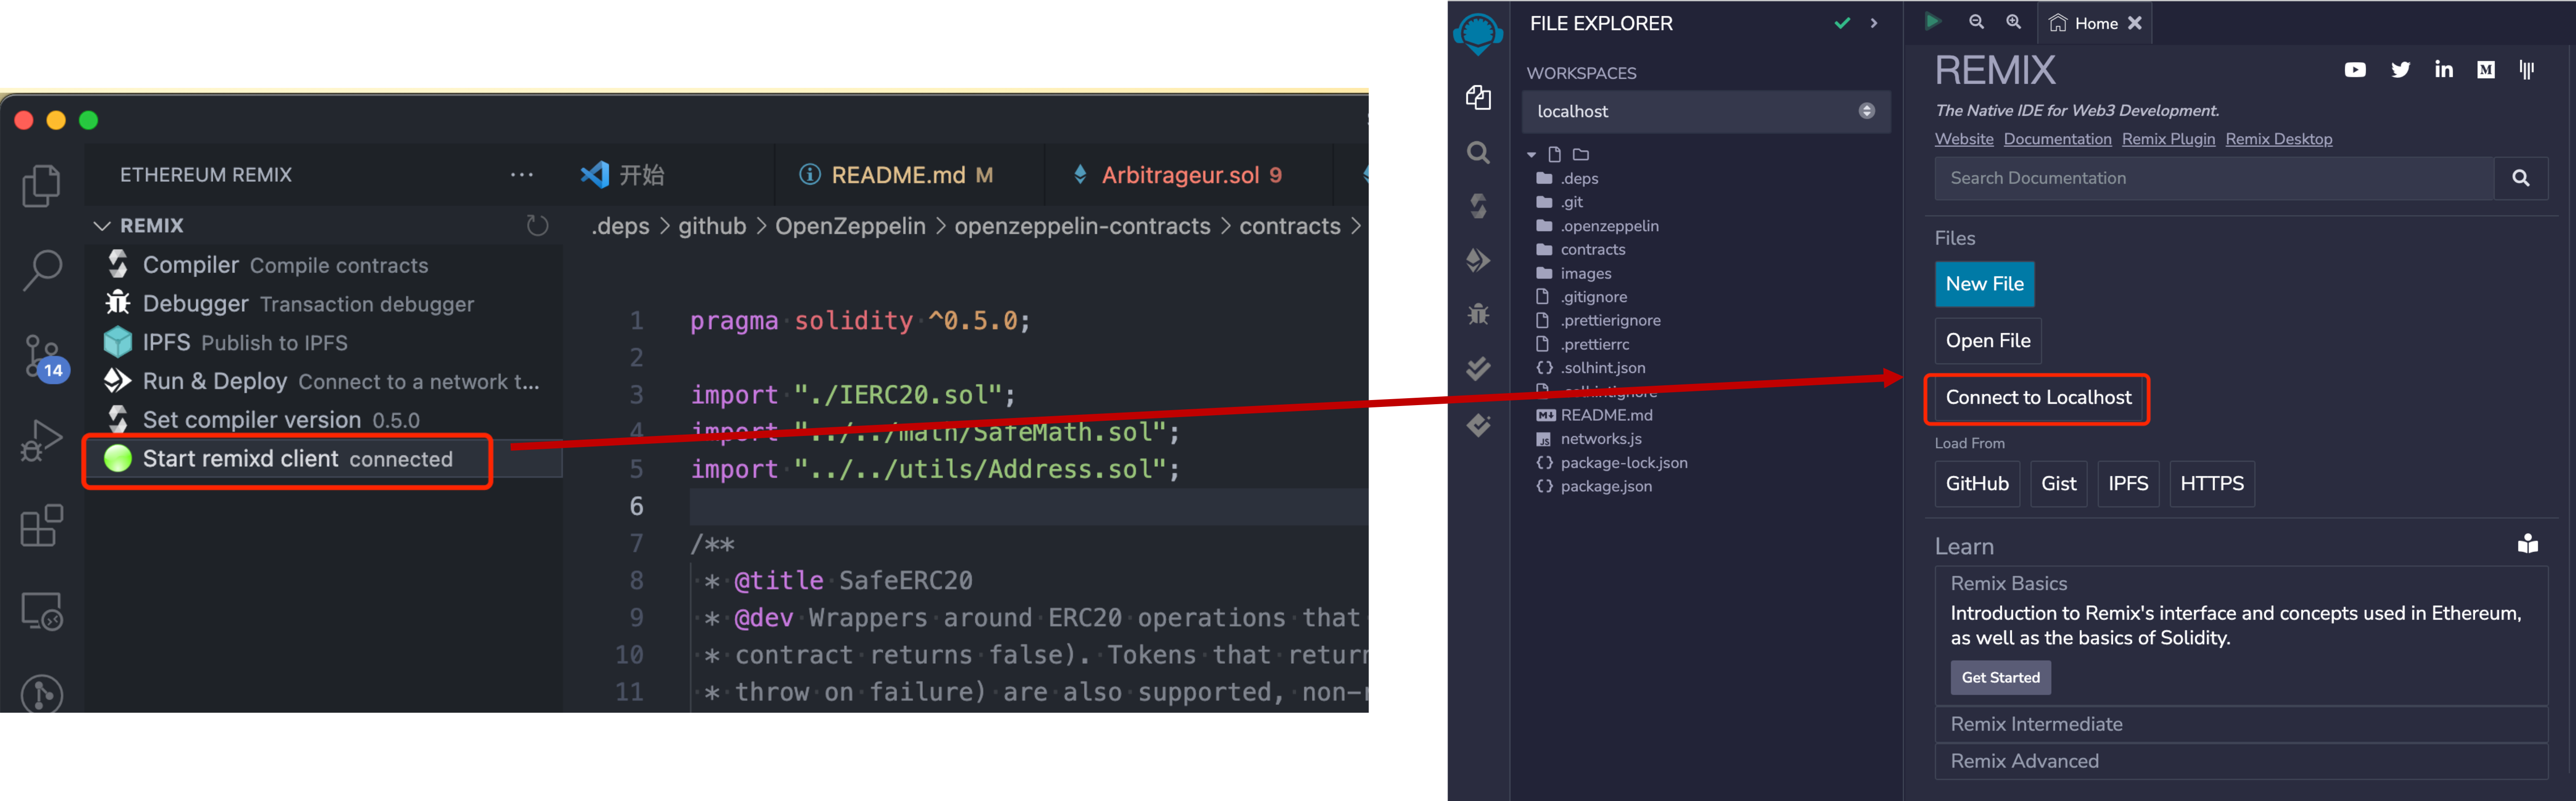 ETHEREUM REMIX ...
REMIX
Compiler Compile contracts
Debugger Transaction debugger
IPFS Publish to IPFS
Run & Deploy Connect to a network t...
Set compiler version 0.5.0
Start remixd client connected
14
开始
README.md M
Arbitrageur.sol 9
.deps > github > OpenZeppelin > openzeppelin-contracts > contracts >
1 pragma solidity ^0.5.0;
2
3 import "./IERC20.sol";
4 import "../../math/SafeMath.sol";
5 import "../../utils/Address.sol";
6
7 /**
8 * @title SafeERC20
9 * @dev Wrappers around ERC20 operations that
10 * contract returns false). Tokens that return
11 * throw on failure) are also supported, non-r
FILE EXPLORER
WORKSPACES
localhost
.deps
.git
.openzeppelin
contracts
images
.gitignore
.prettierignore
.prettierrc
.solhint.json
.solhintignore
README.md
networks.js
package-lock.json
package.json
Home
REMIX
The Native IDE for Web3 Development.
Website Documentation Remix Plugin Remix Desktop
Search Documentation
Files
New File
Open File
Connect to Localhost
Load From
GitHub Gist IPFS HTTPS
Learn
Remix Basics
Introduction to Remix's interface and concepts used in Ethereum,
as well as the basics of Solidity.
Get Started
Remix Intermediate
Remix Advanced